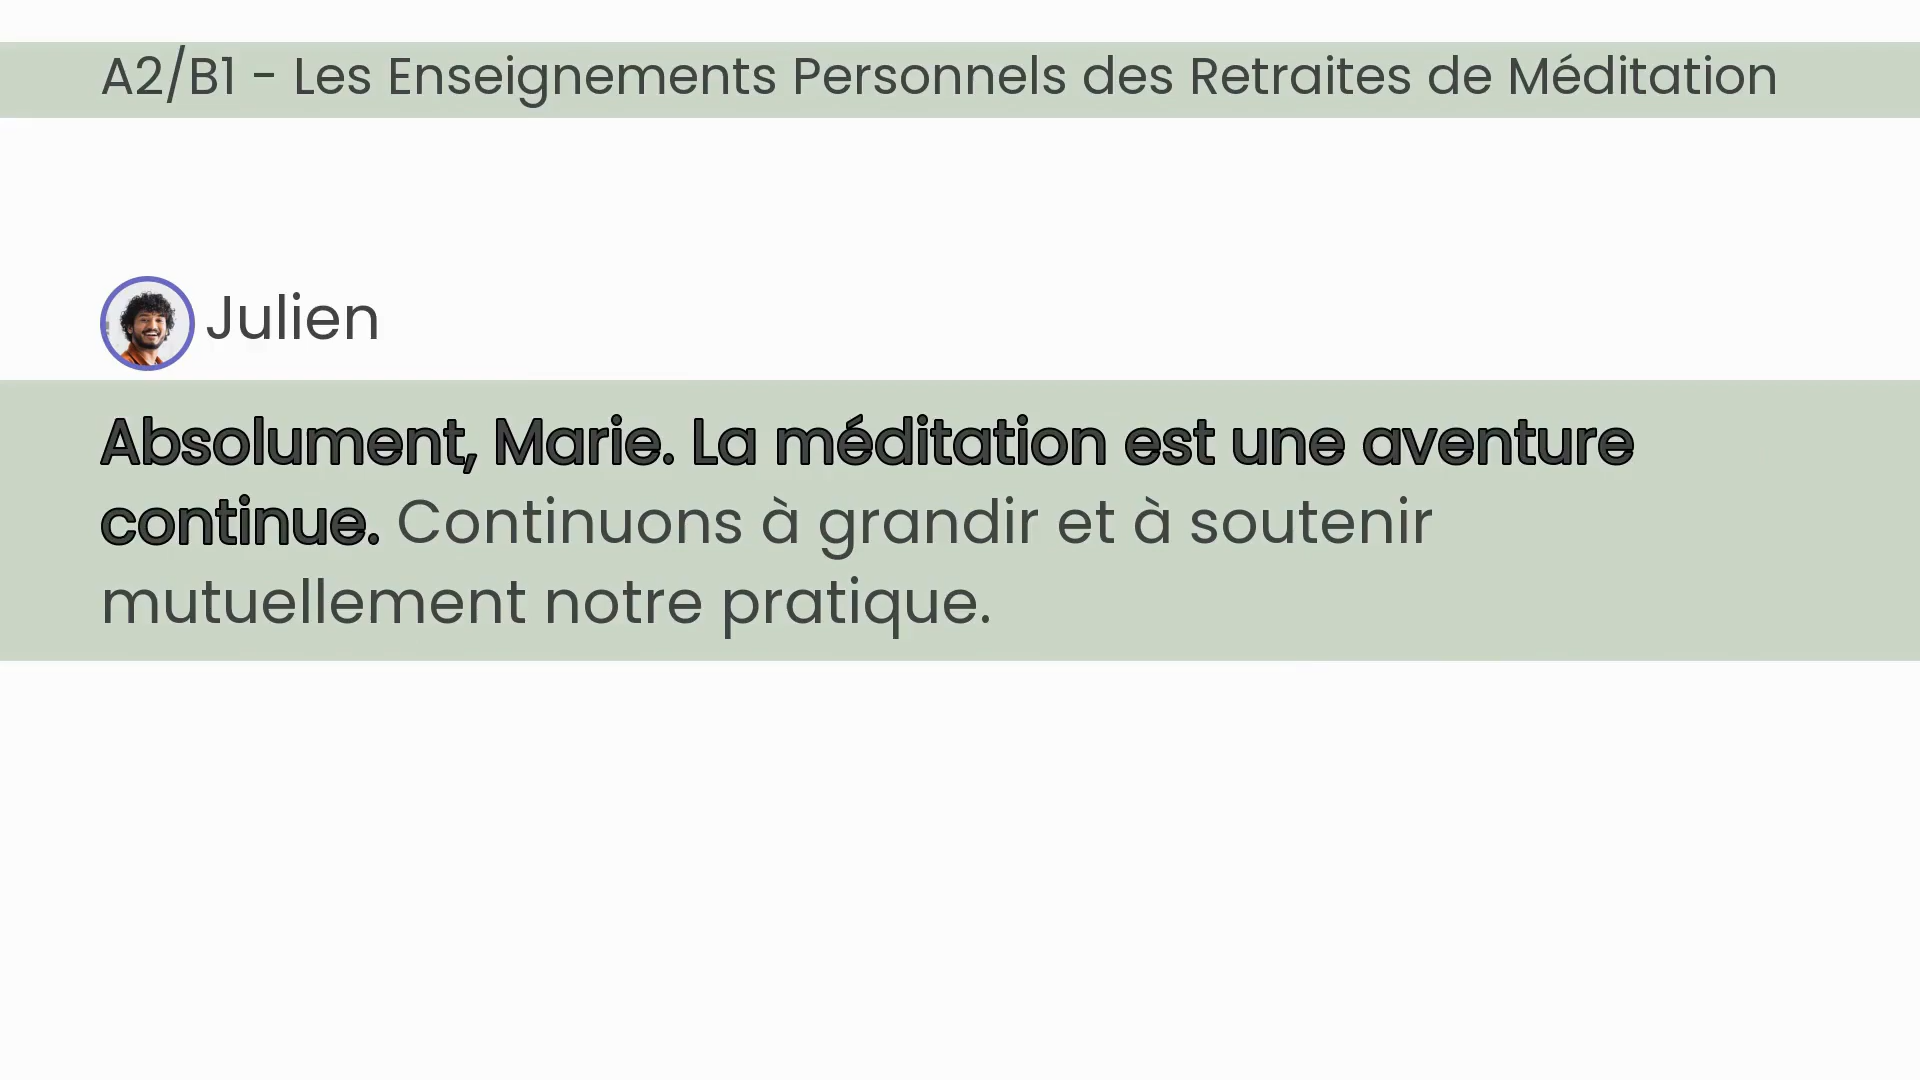 A2/B1 - Les Enseignements Personnels des Retraites de Méditation
Julien
Absolument, Marie. La méditation est une aventure
continue. Continuons à grandir et à soutenir
mutuellement notre pratique.